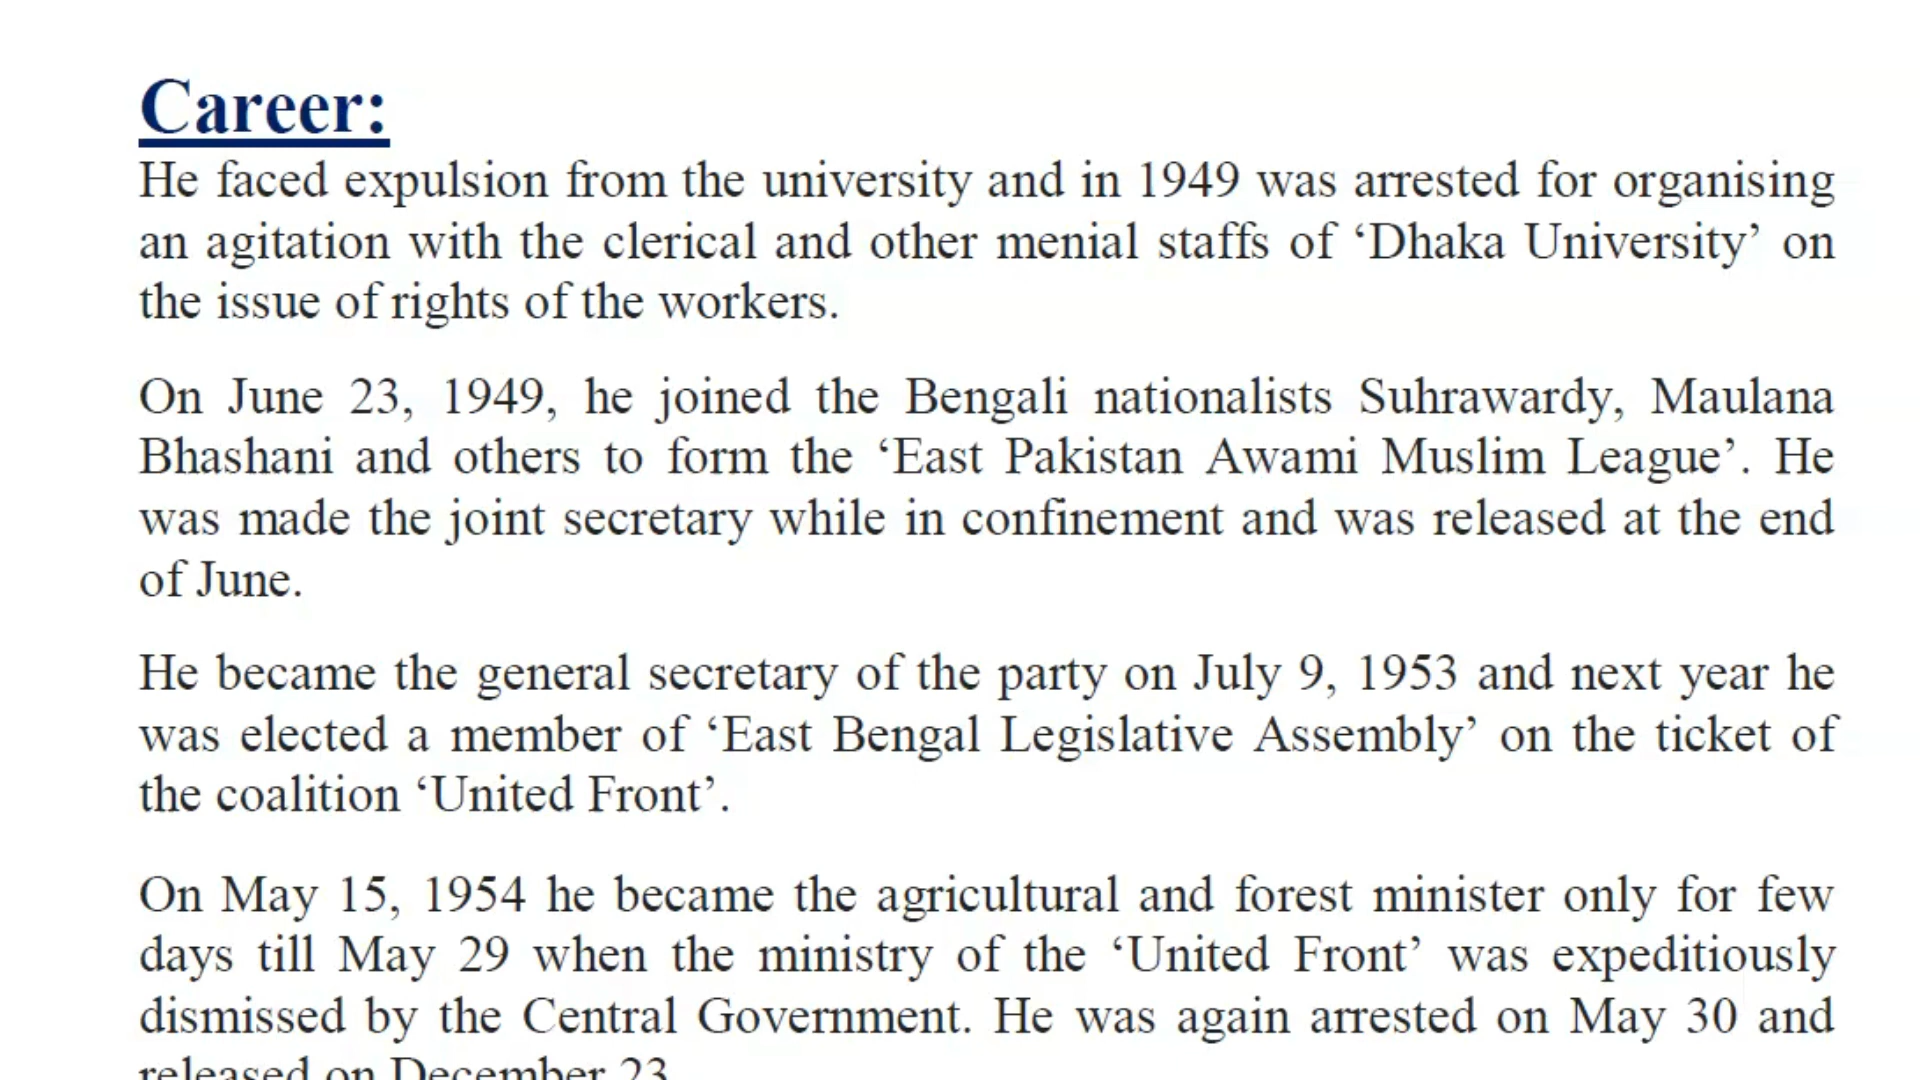 Career:
He faced expulsion from the university and in 1949 was arrested for organising
an agitation with the clerical and other menial staffs of ‘Dhaka University’ on
the issue of rights of the workers.
On June 23, 1949, he joined the Bengali nationalists Suhrawardy, Maulana
Bhashani and others to form the ‘East Pakistan Awami Muslim League’. He
was made the joint secretary while in confinement and was released at the end
of June.
He became the general secretary of the party on July 9, 1953 and next year he
was elected a member of ‘East Bengal Legislative Assembly’ on the ticket of
the coalition ‘United Front’.
On May 15, 1954 he became the agricultural and forest minister only for few
days till May 29 when the ministry of the ‘United Front’ was expeditiously
dismissed by the Central Government. He was again arrested on May 30 and
released on December 23.